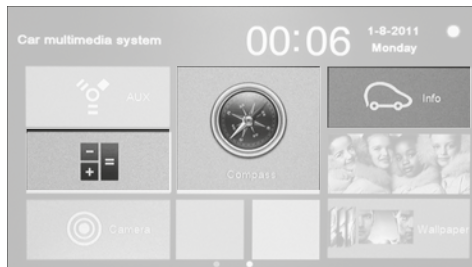 Car multimedia system
00:06
1-8-2011
Monday
AUX
Info
Compass
Camera
Wallpaper